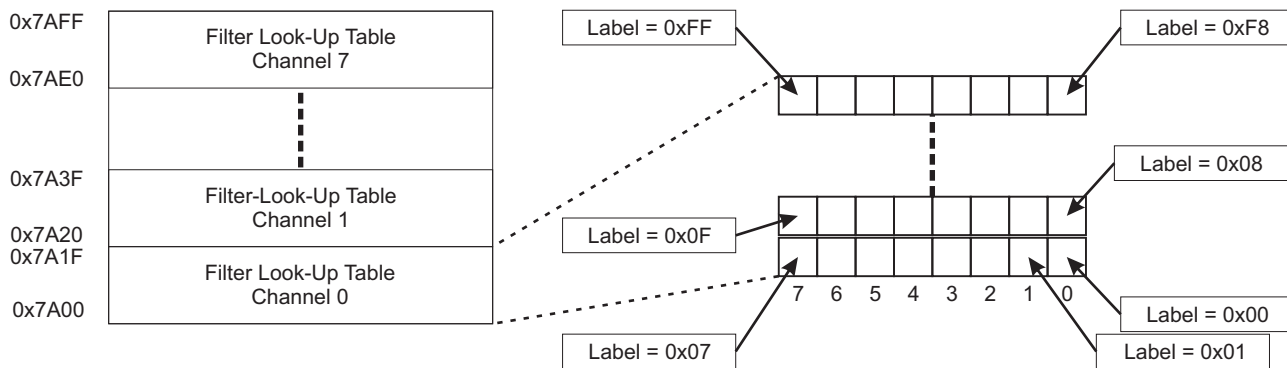 0x7AFF
Filter Look-Up Table
Channel 7
0x7AE0
0x7A3F
Filter-Look-Up Table
Channel 1
0x7A20
0x7A1F
Filter Look-Up Table
Channel 0
0x7A00
Label = 0xFF
Label = 0xF8
Label = 0x08
Label = 0x0F
7 6 5 4 3 2 1 0
Label = 0x00
Label = 0x07
Label = 0x01